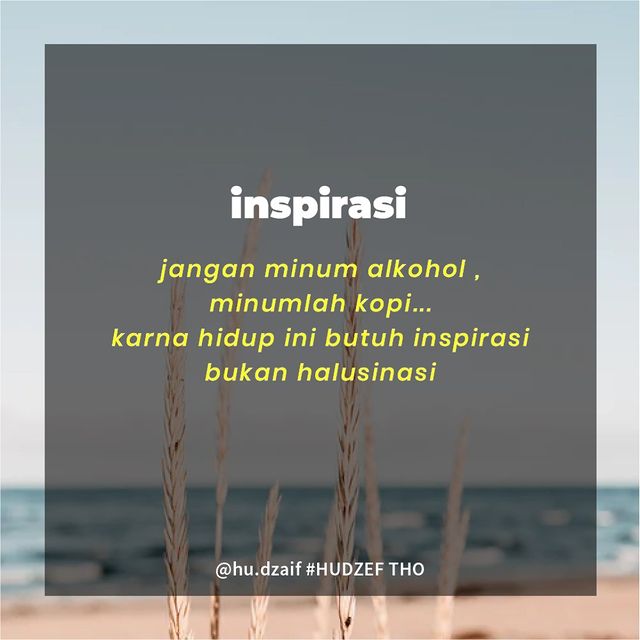 inspirasi
jangan minum alkohol ,
minumlah kopi...
karna hidup ini butuh inspirasi
bukan halusinasi
@hu.dzaif #HUDZEF THO